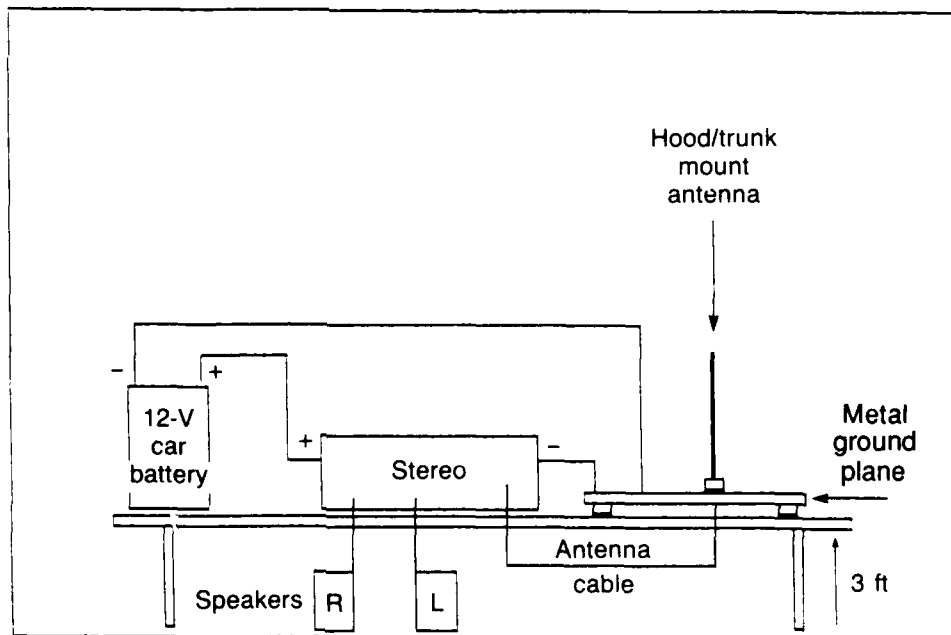 Hood/trunk
mount
antenna
−
+
12-V
car
battery
+
Stereo
−
Metal
ground
plane
Antenna
cable
Speakers
R
L
3 ft